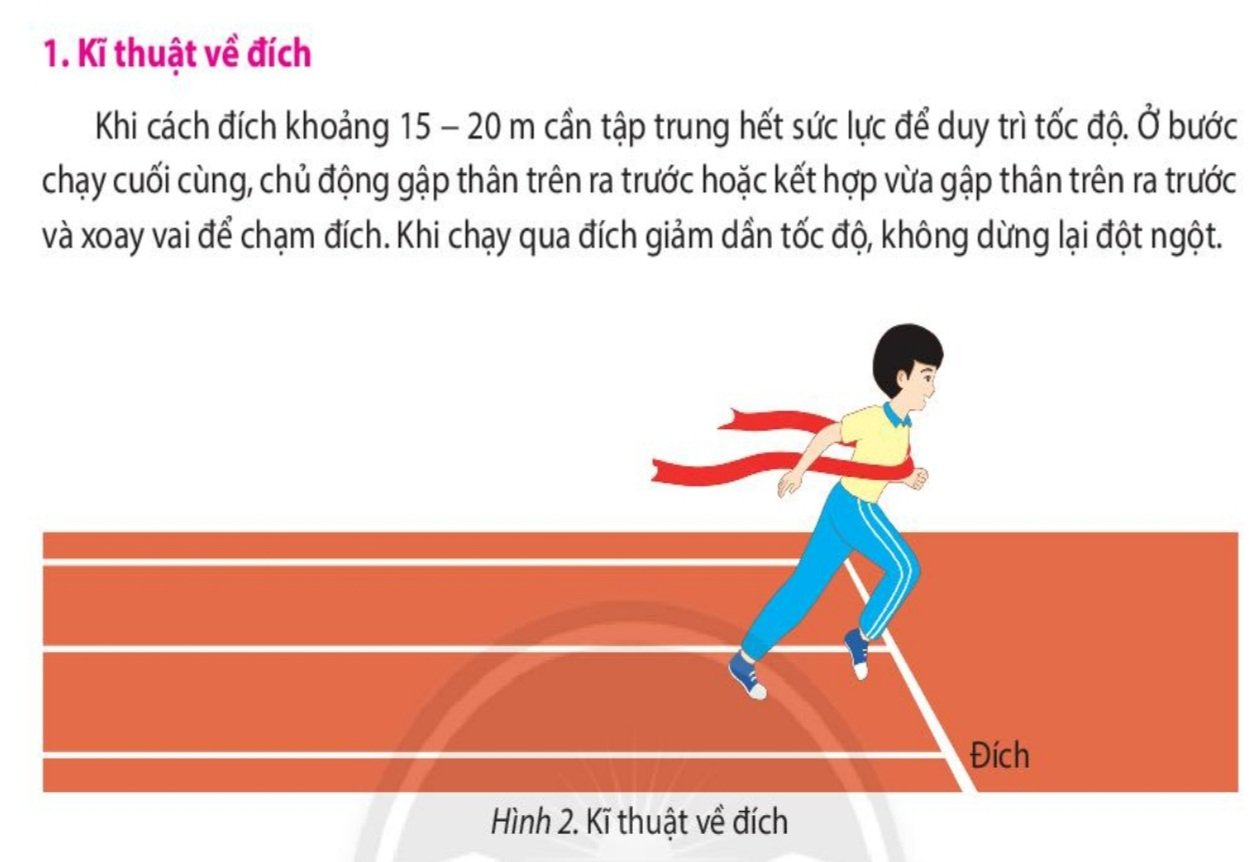 1. Kĩ thuật về đích
Khi cách đích khoảng 15 – 20 m cần tập trung hết sức lực để duy trì tốc độ. Ở bước
chạy cuối cùng, chủ động gập thân trên ra trước hoặc kết hợp vừa gập thân trên ra trước
và xoay vai để chạm đích. Khi chạy qua đích giảm dần tốc độ, không dừng lại đột ngột.
Đích
Hình 2. Kĩ thuật về đích